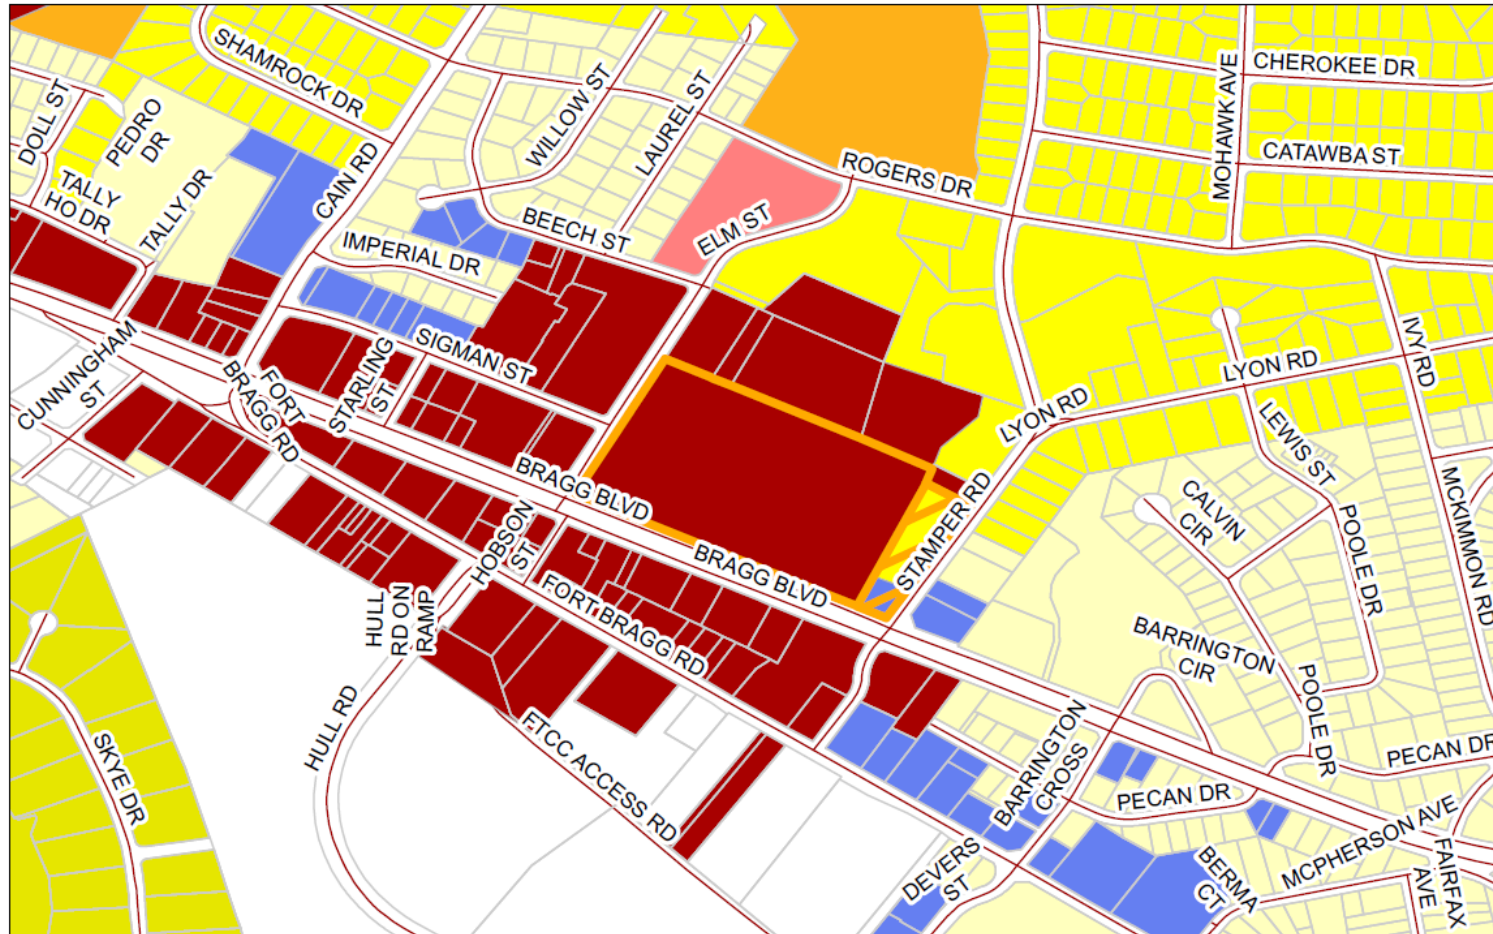 SHAMROCK DR
CHEROKEE DR
MOHAWK AVE
CATAWBA ST
DOLL ST
PEDRO
DR
WILLOW ST
LAUREL ST
TALLY
HO DR
TALLY DR
CAIN RD
ROGERS DR
BEECH ST
ELM ST
IMPERIAL DR
CUNNINGHAM
ST
SIGMAN ST
STARLING
ST
FORT
BRAGG RD
IVY RD
LYON RD
LYON RD
LEWIS ST
BRAGG BLVD
STAMPER RD
CALVIN
CIR
POOLE DR
MCKIMMON RD
HOBSON
ST
BRAGG BLVD
HULL
RD ON
RAMP
FORT BRAGG RD
BARRINGTON
CIR
POOLE DR
HULL RD
SKYE DR
FTCC ACCESS RD
BARRINGTON
CROSS
PECAN DR
PECAN DR
MCPHERSON AVE
DEVERS
ST
BERMA
CT
FAIRFAX
AVE